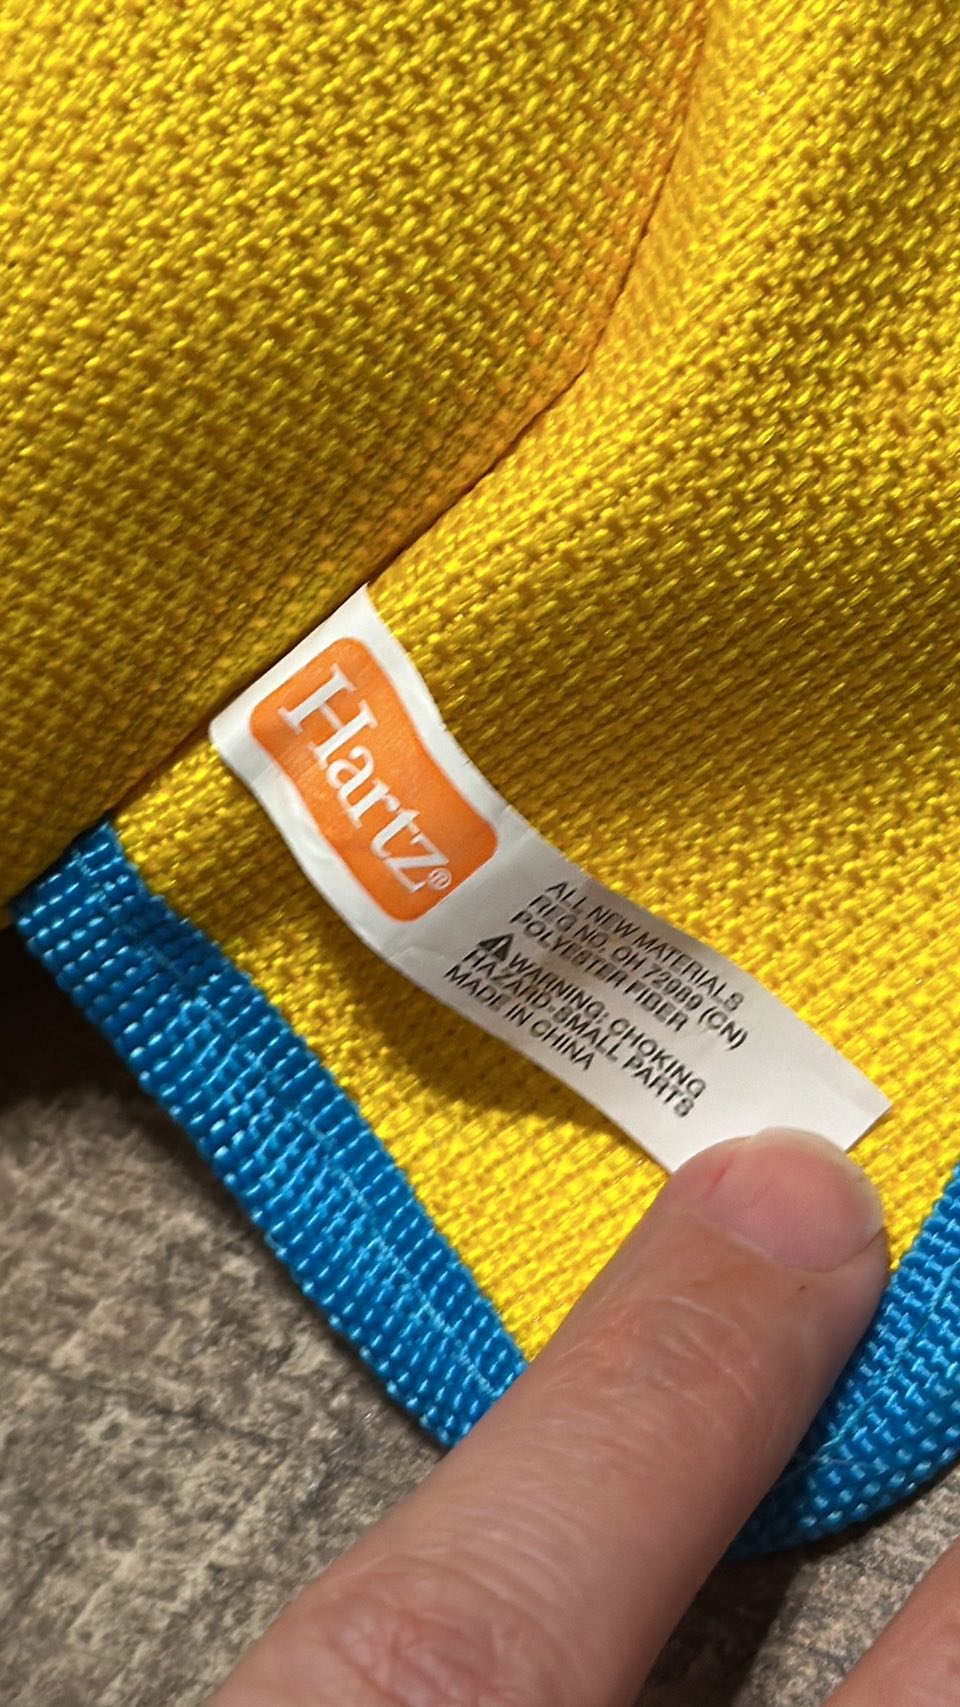 Hartz®
ALL NEW MATERIALS
REG NO. OH 72989 (CN)
POLYESTER FIBER
⚠WARNING: CHOKING
HAZARD-SMALL PARTS
MADE IN CHINA